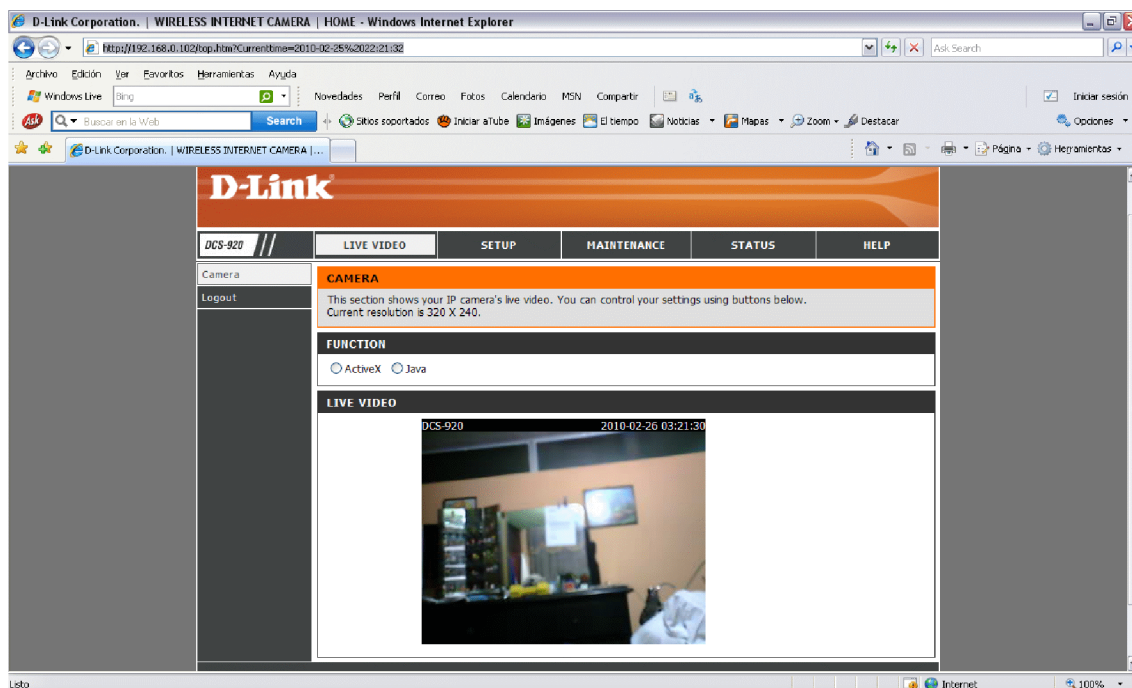 D-Link Corporation. | WIRELESS INTERNET CAMERA | HOME - Windows Internet Explorer
http://192.168.0.102/top.htm?Currenttime=2010-02-25%2022:21:32
Ask Search
Archivo Edición Ver Favoritos Herramientas Ayuda
Windows Live Bing Novedades Perfil Correo Fotos Calendario MSN Compartir Iniciar sesión
Ask Buscar en la Web Search Sitios soportados Iniciar aTube Imágenes El tiempo Noticias Mapas Zoom Destacar Opciones
D-Link Corporation. | WIRELESS INTERNET CAMERA |... Página Herramientas
D-Link
DCS-920 LIVE VIDEO SETUP MAINTENANCE STATUS HELP
Camera
Logout
CAMERA
This section shows your IP camera's live video. You can control your settings using buttons below.
Current resolution is 320 X 240.
FUNCTION
ActiveX Java
LIVE VIDEO
DCS-920 2010-02-26 03:21:30
Listo Internet 100%